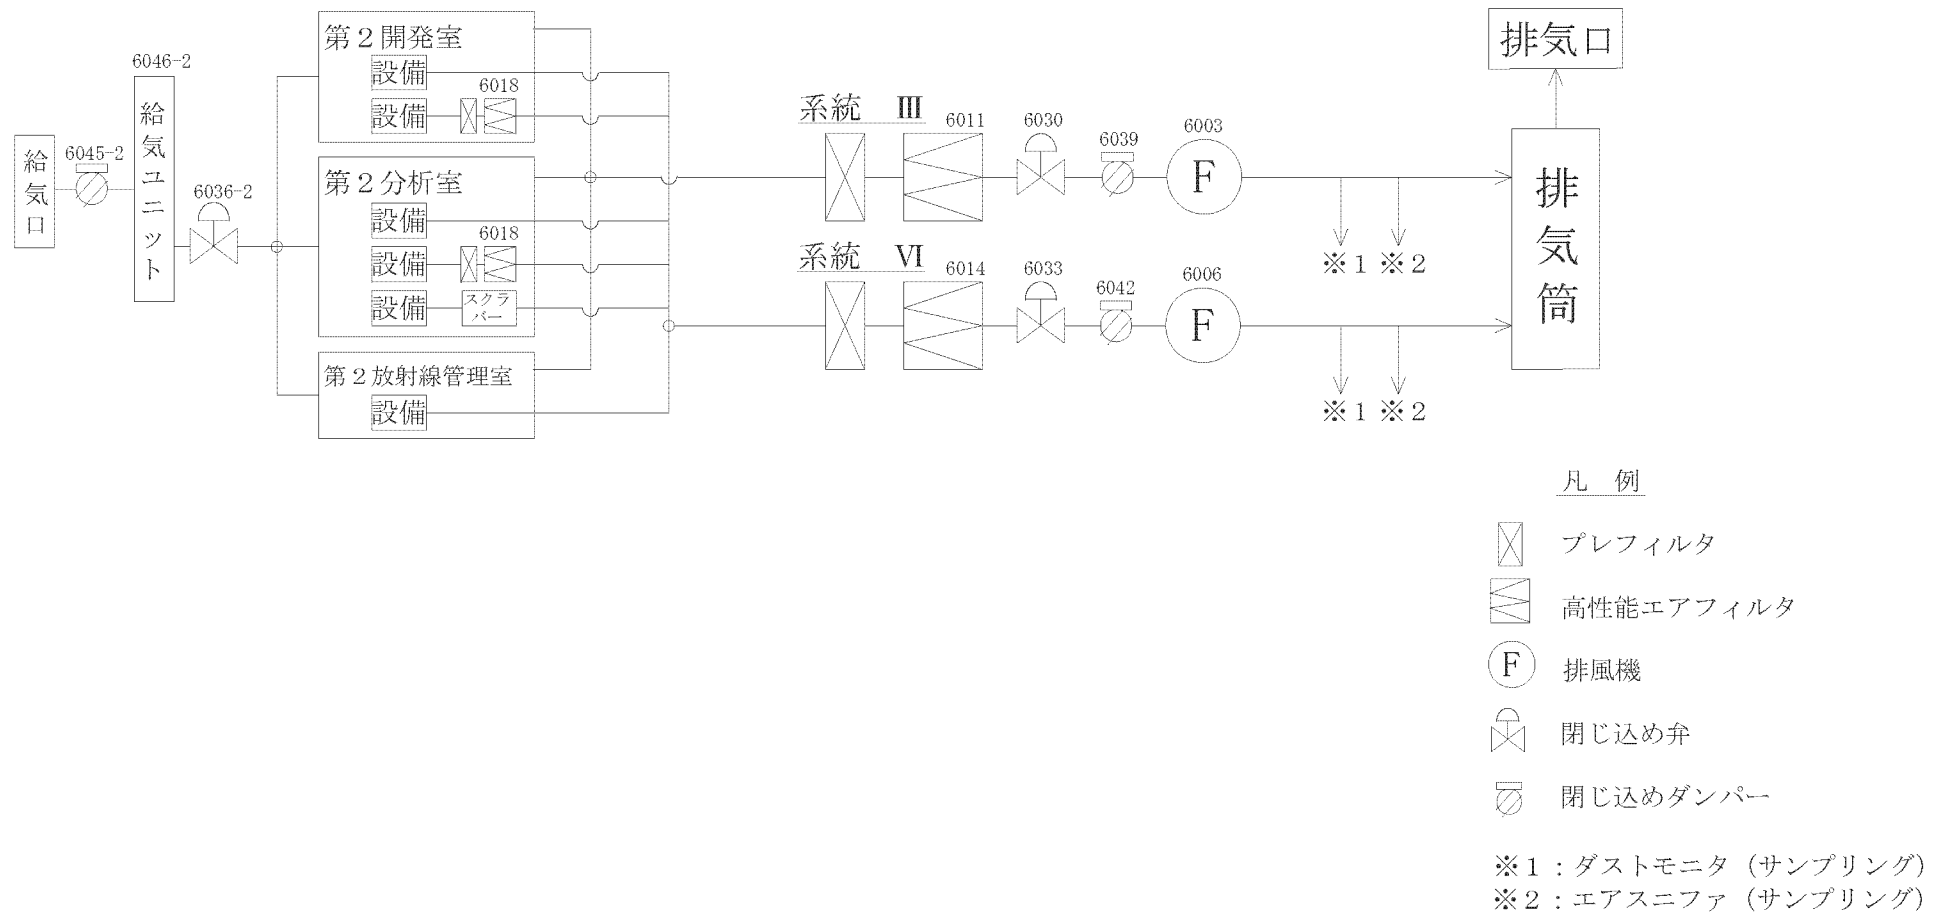 給気口
6045-2
6046-2
給気ユニット
6036-2
第２開発室
設備
設備
6018
第２分析室
設備
設備
6018
設備
スクラバー
第２放射線管理室
設備
系統　Ⅲ
6011
6030
6039
6003
F
※１ ※２
系統　Ⅵ
6014
6033
6042
6006
F
※１ ※２
排気口
排気筒
凡　例
プレフィルタ
高性能エアフィルタ
F 排風機
閉じ込め弁
閉じ込めダンパー
※１：ダストモニタ（サンプリング）
※２：エアスニファ（サンプリング）